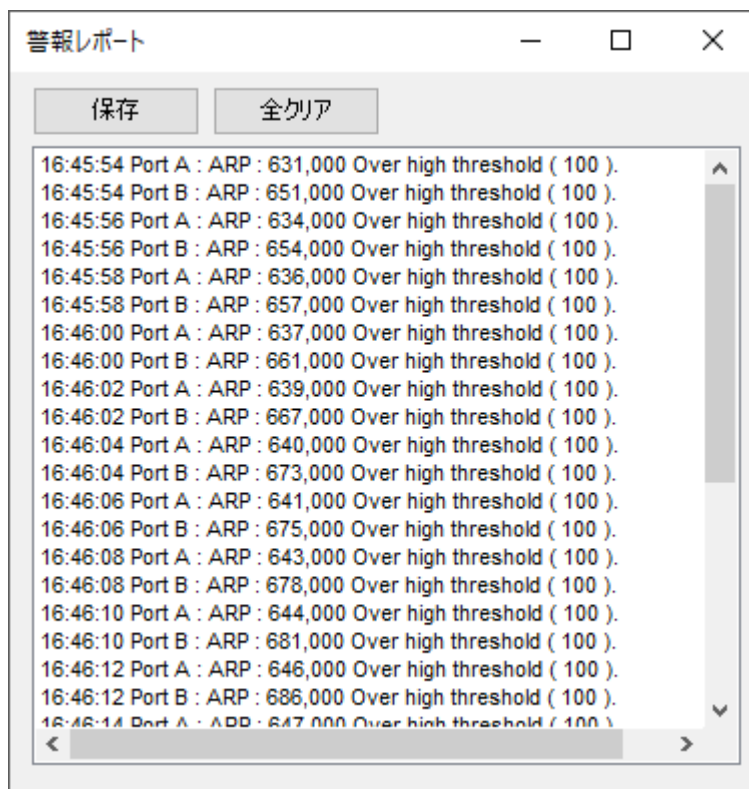 警報レポート
保存 全クリア
16:45:54 Port A : ARP : 631,000 Over high threshold ( 100 ).
16:45:54 Port B : ARP : 651,000 Over high threshold ( 100 ).
16:45:56 Port A : ARP : 634,000 Over high threshold ( 100 ).
16:45:56 Port B : ARP : 654,000 Over high threshold ( 100 ).
16:45:58 Port A : ARP : 636,000 Over high threshold ( 100 ).
16:45:58 Port B : ARP : 657,000 Over high threshold ( 100 ).
16:46:00 Port A : ARP : 637,000 Over high threshold ( 100 ).
16:46:00 Port B : ARP : 661,000 Over high threshold ( 100 ).
16:46:02 Port A : ARP : 639,000 Over high threshold ( 100 ).
16:46:02 Port B : ARP : 667,000 Over high threshold ( 100 ).
16:46:04 Port A : ARP : 640,000 Over high threshold ( 100 ).
16:46:04 Port B : ARP : 673,000 Over high threshold ( 100 ).
16:46:06 Port A : ARP : 641,000 Over high threshold ( 100 ).
16:46:06 Port B : ARP : 675,000 Over high threshold ( 100 ).
16:46:08 Port A : ARP : 643,000 Over high threshold ( 100 ).
16:46:08 Port B : ARP : 678,000 Over high threshold ( 100 ).
16:46:10 Port A : ARP : 644,000 Over high threshold ( 100 ).
16:46:10 Port B : ARP : 681,000 Over high threshold ( 100 ).
16:46:12 Port A : ARP : 646,000 Over high threshold ( 100 ).
16:46:12 Port B : ARP : 686,000 Over high threshold ( 100 ).
16:46:14 Port A : ARP : 647,000 Over high threshold ( 100 ).